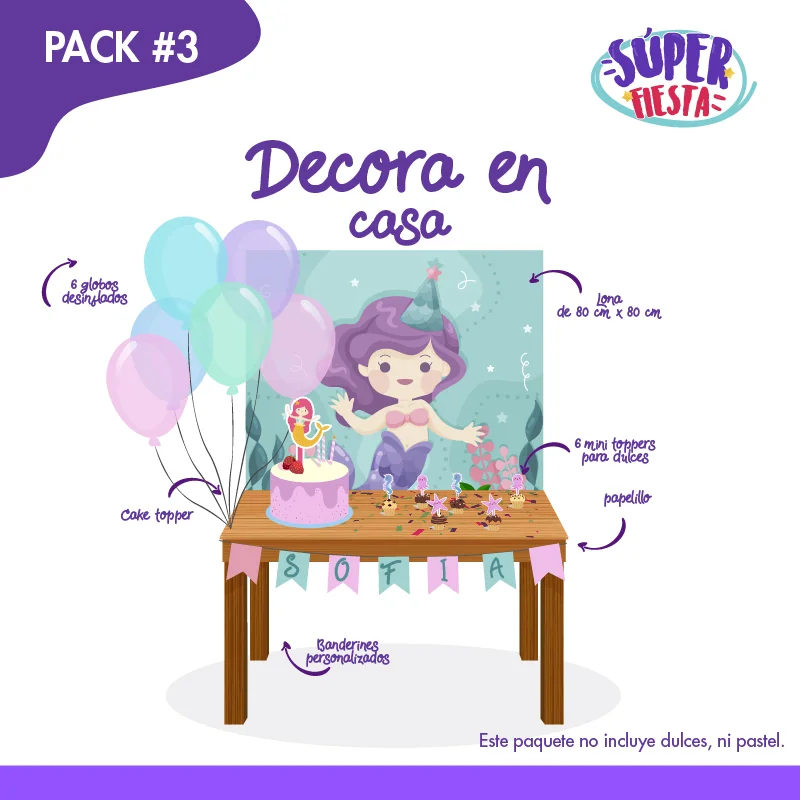 PACK #3
SÚPER
FIESTA
Decora en
casa
6 globos
desinflados
Lona
de 80 cm x 80 cm
6 mini toppers
para dulces
papelillo
Cake topper
SOFIA
Banderines
personalizados
Este paquete no incluye dulces, ni pastel.